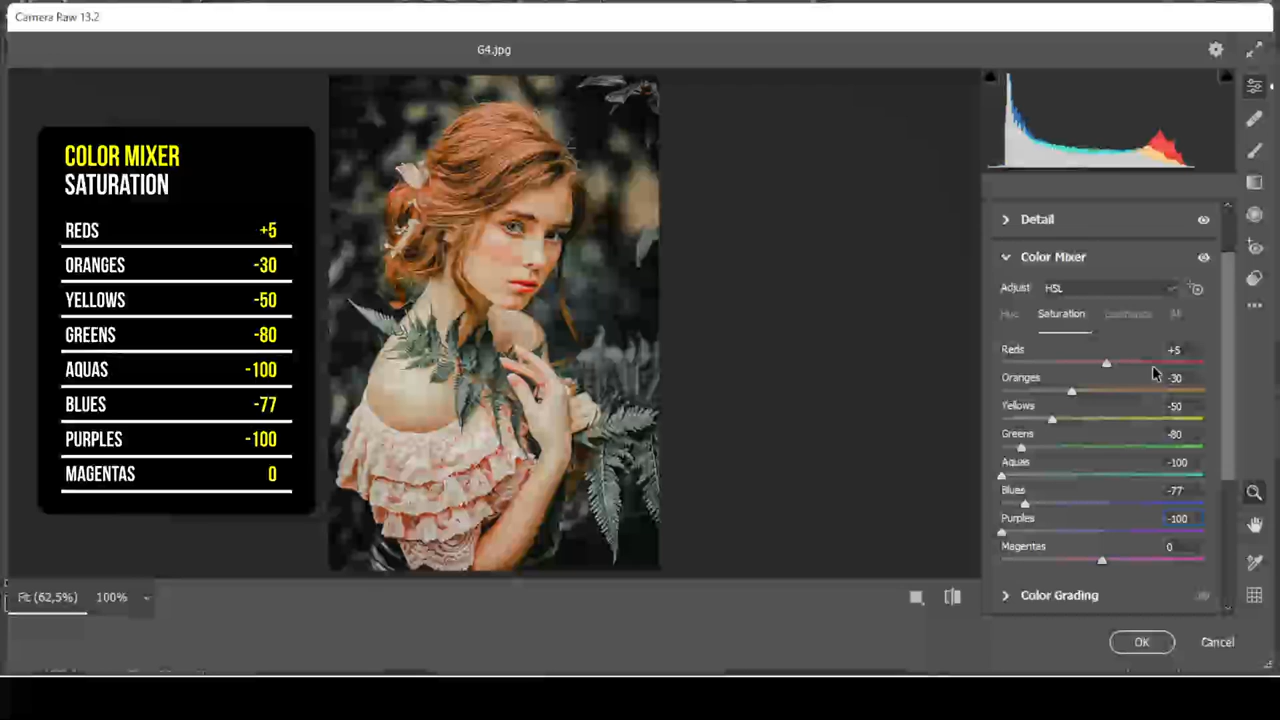 Camera Raw 13.2
G4.jpg
COLOR MIXER
SATURATION
REDS +5
ORANGES -30
YELLOWS -50
GREENS -80
AQUAS -100
BLUES -77
PURPLES -100
MAGENTAS 0
Detail
Color Mixer
Adjust HSL
Hue Saturation Luminance All
Reds +5
Oranges -30
Yellows -50
Greens -80
Aquas -100
Blues -77
Purples -100
Magentas 0
Color Grading
Fit (62,5%) 100%
OK Cancel